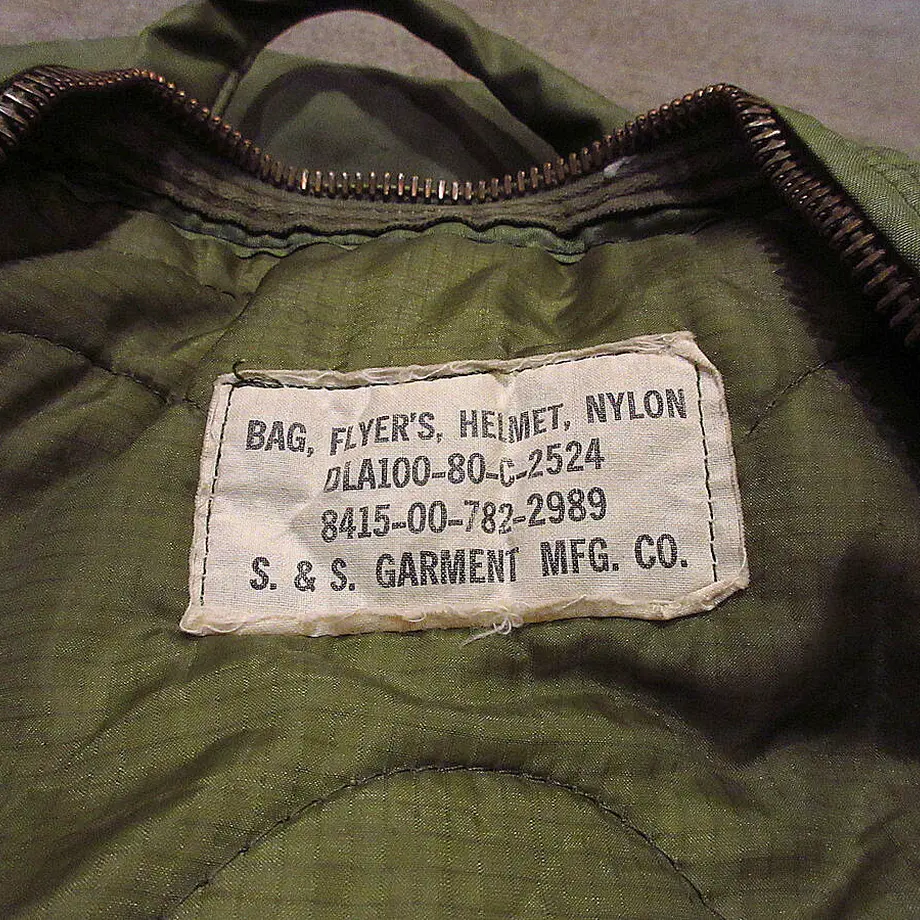 BAG, FLYER'S, HELMET, NYLON
DLA100-80-C-2524
8415-00-782-2989
S. & S. GARMENT MFG. CO.